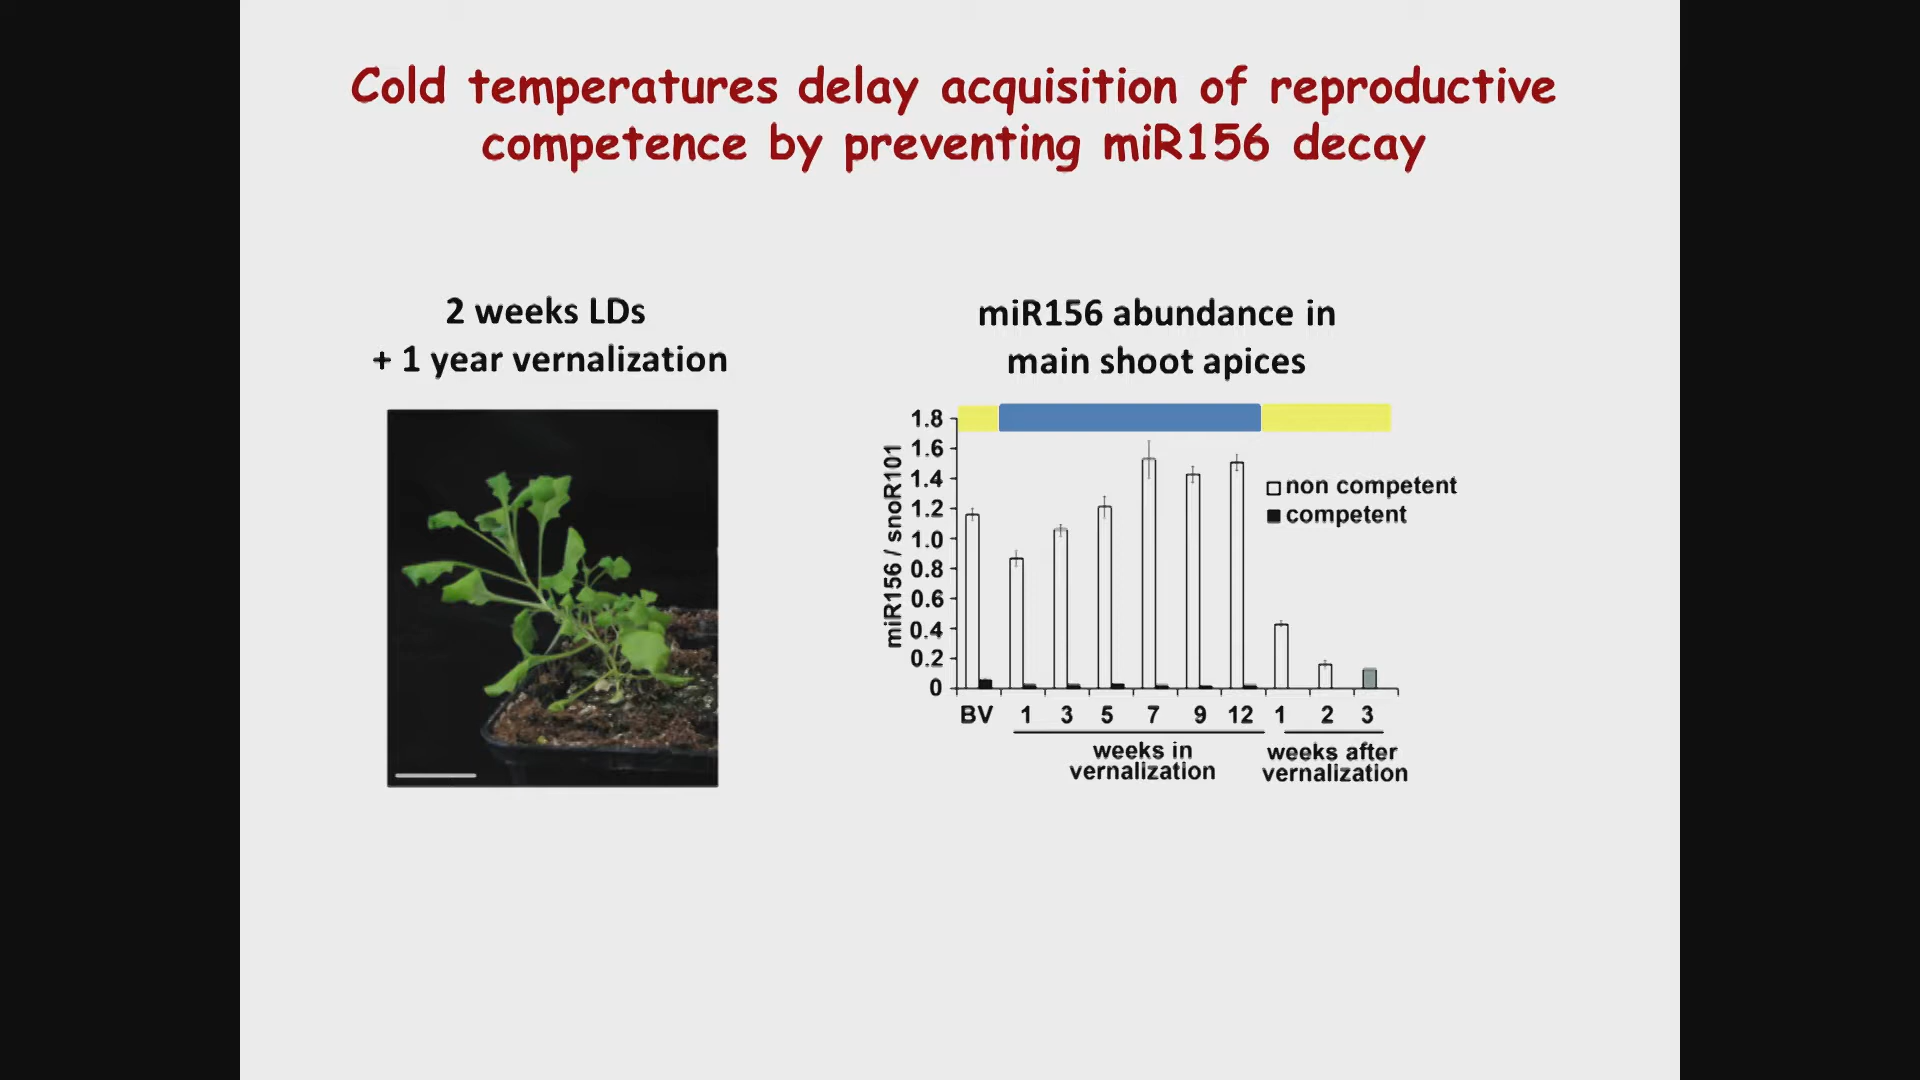 Cold temperatures delay acquisition of reproductive
competence by preventing miR156 decay
2 weeks LDs
+ 1 year vernalization
miR156 abundance in
main shoot apices
miR156 / snoR101
1.8
1.6
1.4
1.2
1.0
0.8
0.6
0.4
0.2
0
non competent
competent
BV 1 3 5 7 9 12 1 2 3
weeks in
vernalization
weeks after
vernalization